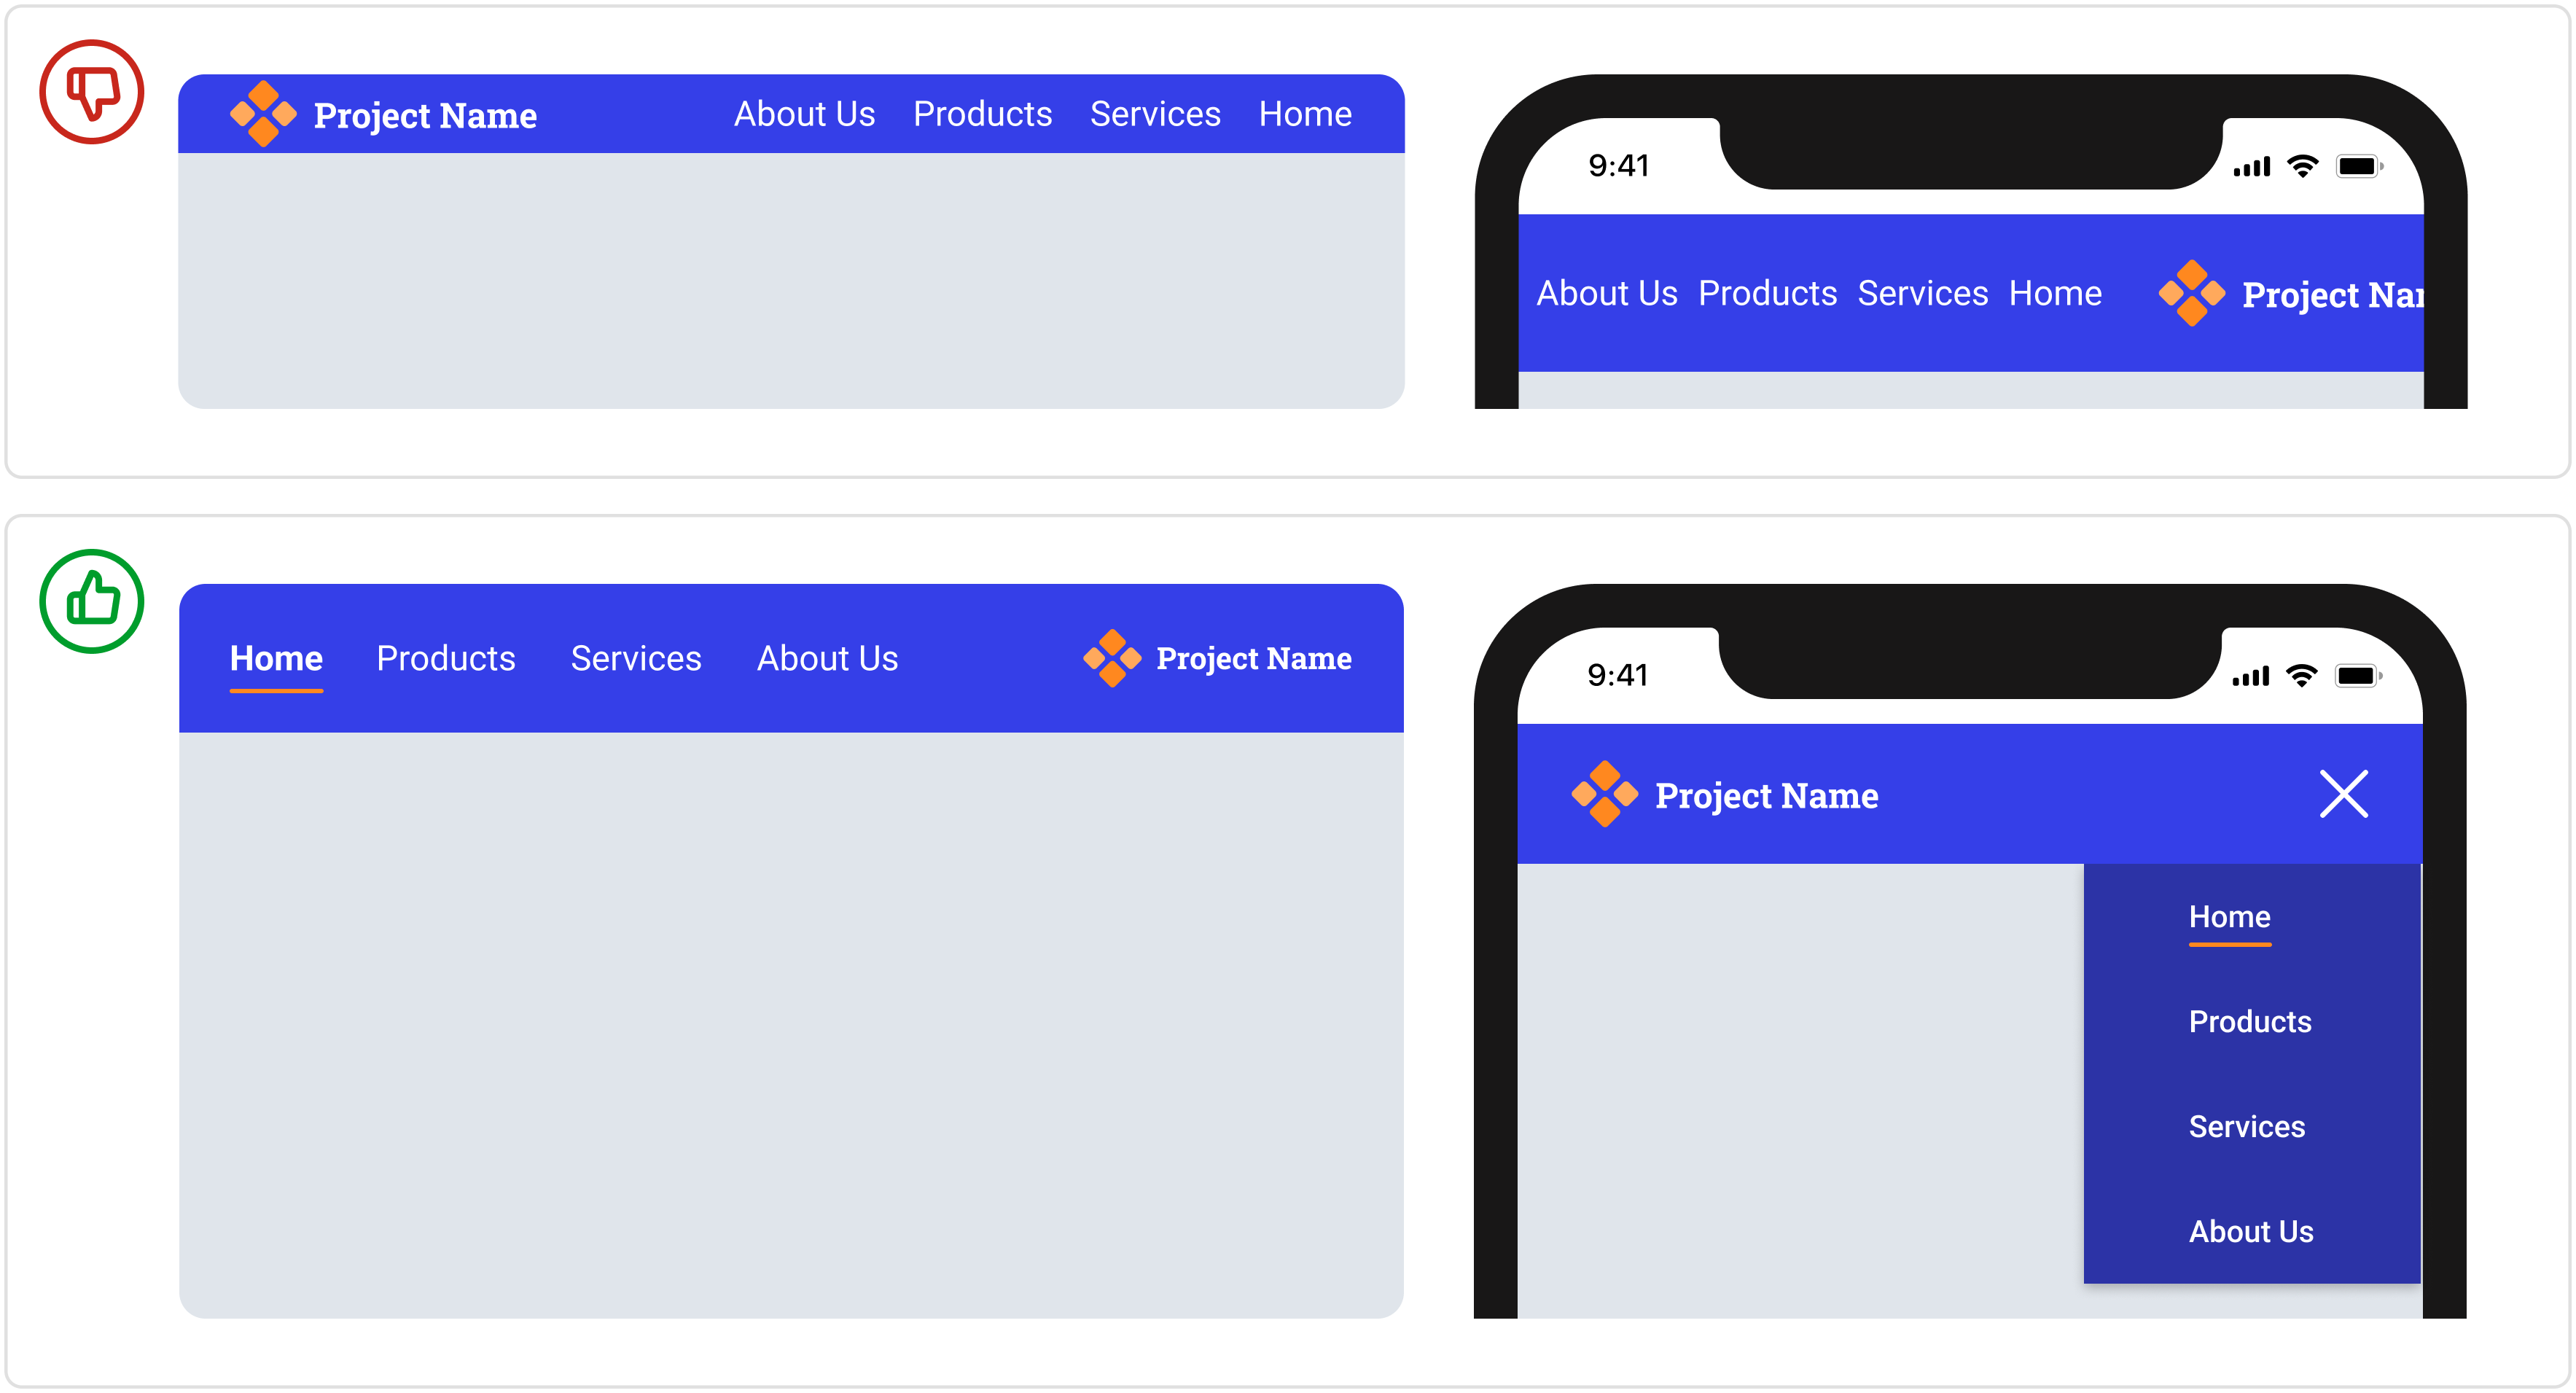 Project Name About Us Products Services Home
9:41
About Us Products Services Home Project Nar
Home Products Services About Us Project Name
9:41
Project Name
Home
Products
Services
About Us